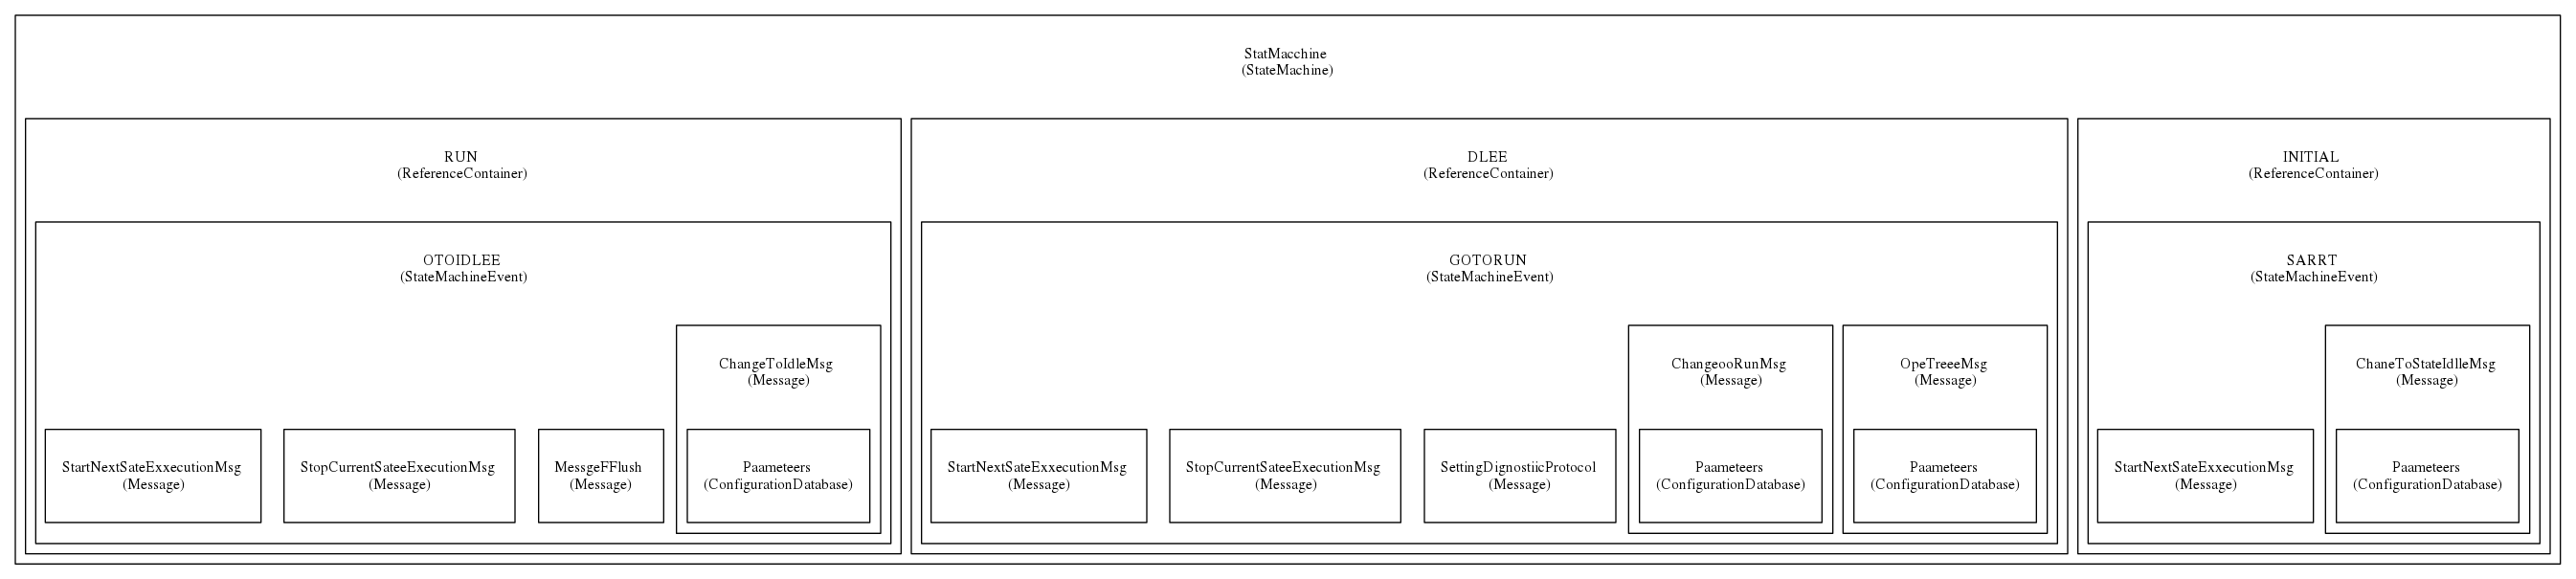 StatMacchine
(StateMachine)
RUN
(ReferenceContainer)
OTOIDLEE
(StateMachineEvent)
StartNextSateExxecutionMsg
(Message)
StopCurrentSateeExecutionMsg
(Message)
MessgeFFlush
(Message)
ChangeToIdleMsg
(Message)
Paameteers
(ConfigurationDatabase)
DLEE
(ReferenceContainer)
GOTORUN
(StateMachineEvent)
StartNextSateExxecutionMsg
(Message)
StopCurrentSateeExecutionMsg
(Message)
SettingDignostiicProtocol
(Message)
ChangeooRunMsg
(Message)
Paameteers
(ConfigurationDatabase)
OpeTreeeMsg
(Message)
Paameteers
(ConfigurationDatabase)
INITIAL
(ReferenceContainer)
SARRT
(StateMachineEvent)
StartNextSateExxecutionMsg
(Message)
ChaneToStateIdlleMsg
(Message)
Paameteers
(ConfigurationDatabase)